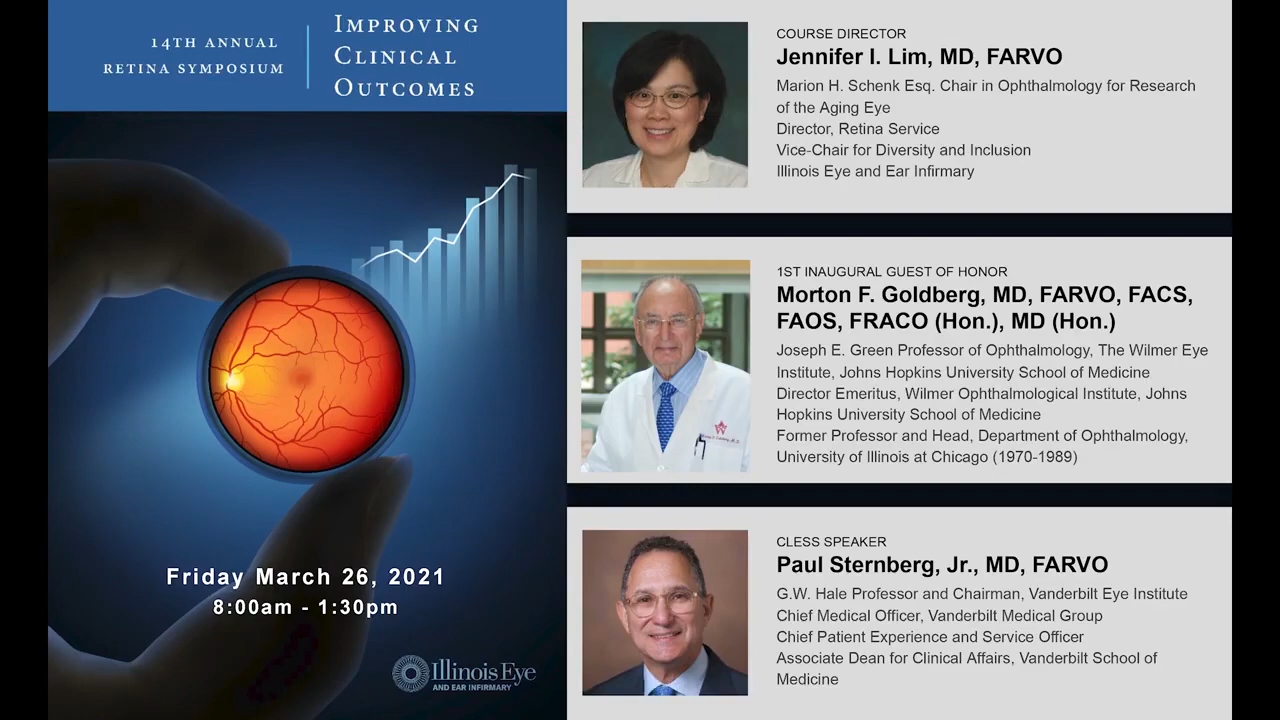 14TH ANNUAL
RETINA SYMPOSIUM
IMPROVING
CLINICAL
OUTCOMES
Friday March 26, 2021
8:00am - 1:30pm
Illinois Eye
AND EAR INFIRMARY
COURSE DIRECTOR
Jennifer I. Lim, MD, FARVO
Marion H. Schenk Esq. Chair in Ophthalmology for Research
of the Aging Eye
Director, Retina Service
Vice-Chair for Diversity and Inclusion
Illinois Eye and Ear Infirmary
1ST INAUGURAL GUEST OF HONOR
Morton F. Goldberg, MD, FARVO, FACS,
FAOS, FRACO (Hon.), MD (Hon.)
Joseph E. Green Professor of Ophthalmology, The Wilmer Eye
Institute, Johns Hopkins University School of Medicine
Director Emeritus, Wilmer Ophthalmological Institute, Johns
Hopkins University School of Medicine
Former Professor and Head, Department of Ophthalmology,
University of Illinois at Chicago (1970-1989)
CLESS SPEAKER
Paul Sternberg, Jr., MD, FARVO
G.W. Hale Professor and Chairman, Vanderbilt Eye Institute
Chief Medical Officer, Vanderbilt Medical Group
Chief Patient Experience and Service Officer
Associate Dean for Clinical Affairs, Vanderbilt School of
Medicine